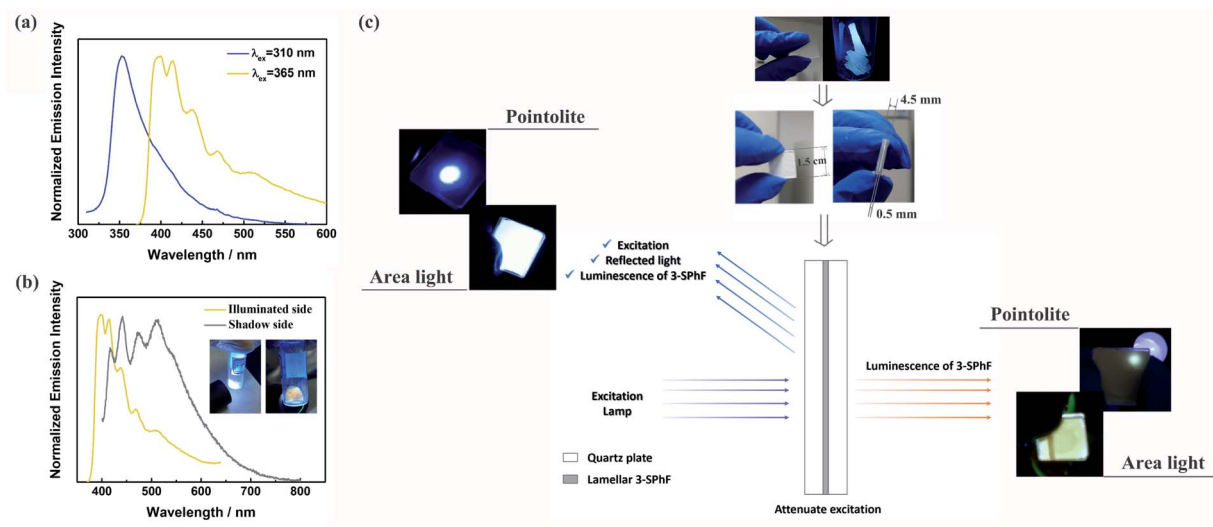 (a)
Normalized Emission Intensity
λex=310 nm
λex=365 nm
300 350 400 450 500 550 600
Wavelength / nm
(b)
Normalized Emission Intensity
Illuminated side
Shadow side
400 500 600 700 800
Wavelength / nm
(c)
4.5 mm
1.5 cm
0.5 mm
Pointolite
Area light
✓ Excitation
✓ Reflected light
✓ Luminescence of 3-SPhF
Excitation
Lamp
Luminescence of 3-SPhF
Pointolite
Area light
Quartz plate
Lamellar 3-SPhF
Attenuate excitation